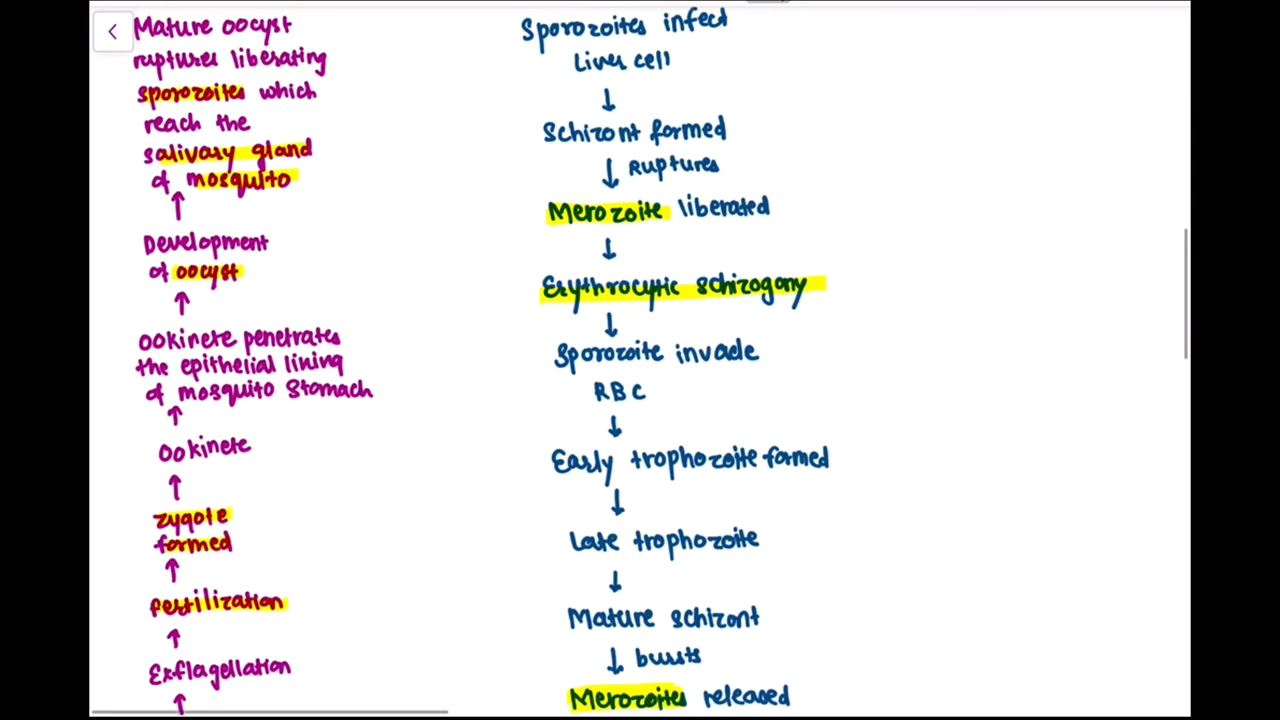 Mature oocyst
ruptures liberating
sporozoites which
reach the
salivary gland
of mosquito
↑
Development
of oocyst
↑
Ookinete penetrates
the epithelial lining
of mosquito stomach
↑
Ookinete
↑
zygote
formed
↑
fertilization
↑
Exflagellation
↑
Sporozoites infect
Liver cell
↓
Schizont formed
↓ Ruptures
Merozoite liberated
↓
Erythrocytic schizogony
↓
Sporozoite invade
RBC
↓
Early trophozoite formed
↓
Late trophozoite
↓
Mature schizont
↓ bursts
Merozoites released